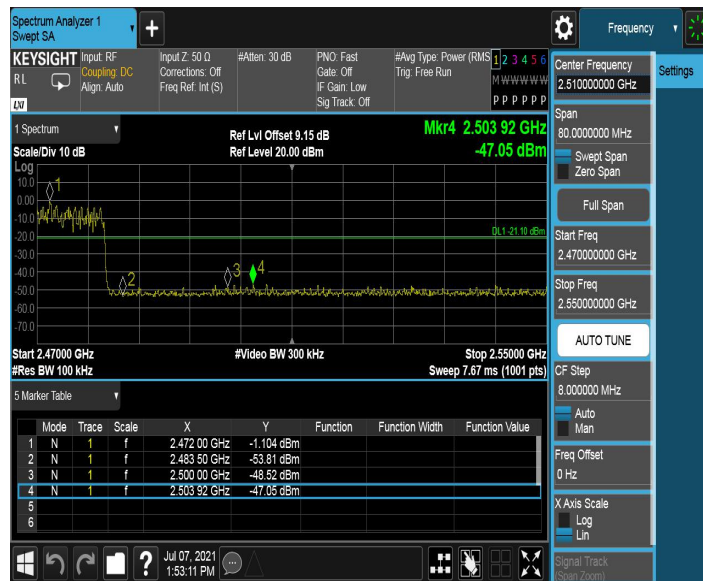 Spectrum Analyzer 1
Swept SA
+
Frequency
KEYSIGHT Input: RF Input Z: 50 Ω #Atten: 30 dB PNO: Fast #Avg Type: Power (RMS 1 2 3 4 5 6
RL Coupling: DC Corrections: Off Gate: Off Trig: Free Run M W W W W W
Align: Auto Freq Ref: Int (S) IF Gain: Low
LXI Sig Track: Off P P P P P P
Center Frequency
2.510000000 GHz
Settings
Span
80.0000000 MHz
Swept Span
Zero Span
Full Span
Start Freq
2.470000000 GHz
Stop Freq
2.550000000 GHz
AUTO TUNE
CF Step
8.000000 MHz
Auto
Man
Freq Offset
0 Hz
X Axis Scale
Log
Lin
Signal Track
(Span Zoom)
1 Spectrum
Ref Lvl Offset 9.15 dB Mkr4 2.503 92 GHz
Scale/Div 10 dB Ref Level 20.00 dBm -47.05 dBm
Log
10.0
0.00
-10.0
-20.0
-30.0
-40.0
-50.0
-60.0
-70.0
1
2
3
4
DL1 -21.10 dBm
Start 2.47000 GHz #Video BW 300 kHz Stop 2.55000 GHz
#Res BW 100 kHz Sweep 7.67 ms (1001 pts)
5 Marker Table
Mode Trace Scale X Y Function Function Width Function Value
1 N 1 f 2.472 00 GHz -1.104 dBm
2 N 1 f 2.483 50 GHz -53.81 dBm
3 N 1 f 2.500 00 GHz -48.52 dBm
4 N 1 f 2.503 92 GHz -47.05 dBm
5
6
? Jul 07, 2021
1:53:11 PM